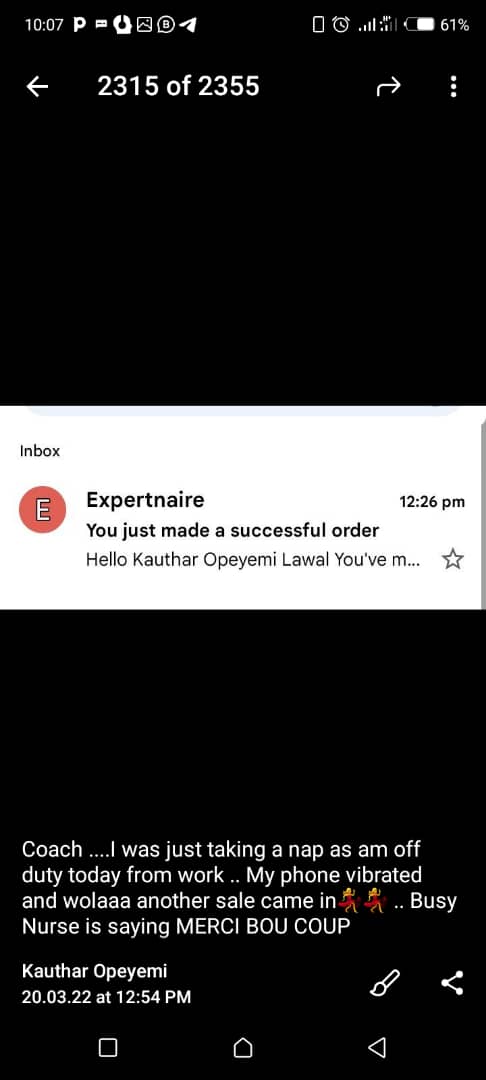 10:07
61%
2315 of 2355
Inbox
E
Expertnaire
12:26 pm
You just made a successful order
Hello Kauthar Opeyemi Lawal You've m...
Coach ....I was just taking a nap as am off
duty today from work .. My phone vibrated
and wolaaa another sale came in💃💃 .. Busy
Nurse is saying MERCI BOU COUP
Kauthar Opeyemi
20.03.22 at 12:54 PM